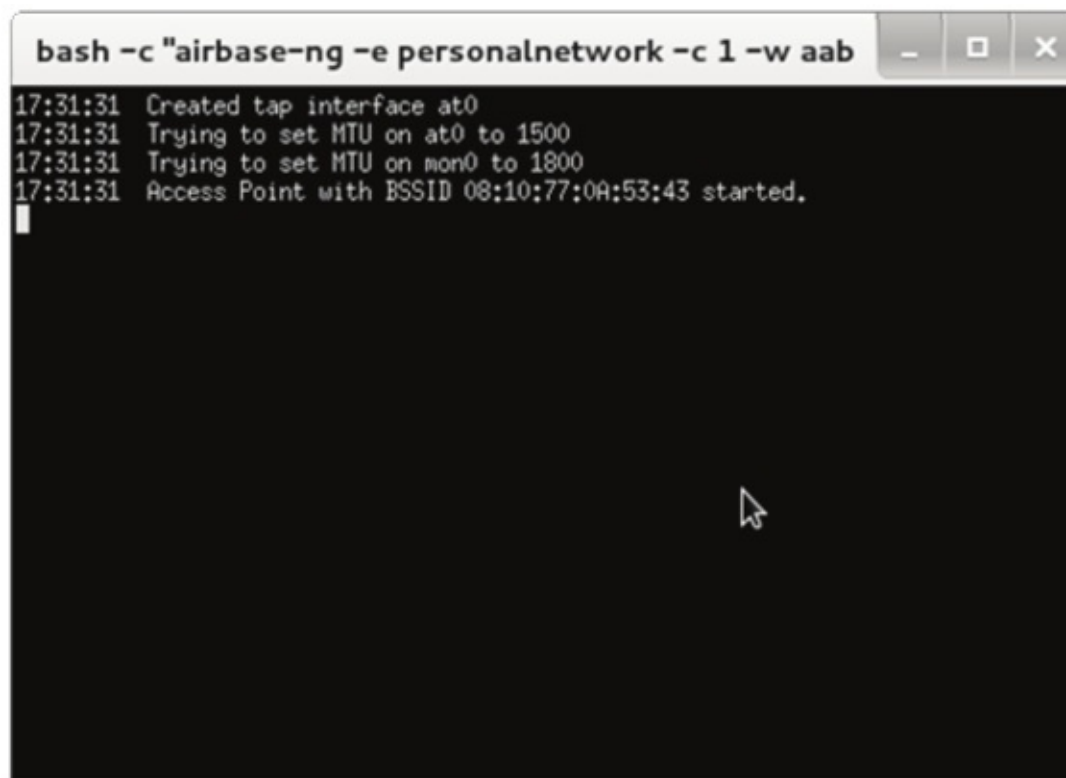 bash -c "airbase-ng -e personalnetwork -c 1 -w aab
17:31:31 Created tap interface at0
17:31:31 Trying to set MTU on at0 to 1500
17:31:31 Trying to set MTU on mon0 to 1800
17:31:31 Access Point with BSSID 08:10:77:0A:53:43 started.